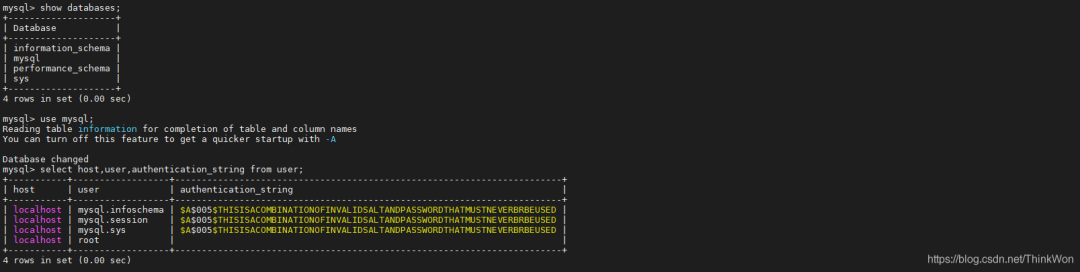 mysql> show databases;
+--------------------+
| Database           |
+--------------------+
| information_schema |
| mysql              |
| performance_schema |
| sys                |
+--------------------+
4 rows in set (0.00 sec)
mysql> use mysql;
Reading table information for completion of table and column names
You can turn off this feature to get a quicker startup with -A
Database changed
mysql> select host,user,authentication_string from user;
+-----------+------------------+------------------------------------------------------------------------+
| host      | user             | authentication_string                                                  |
+-----------+------------------+------------------------------------------------------------------------+
| localhost | mysql.infoschema | $A$005$THISISACOMBINATIONOFINVALIDSALTANDPASSWORDTHATMUSTNEVERBRBEUSED |
| localhost | mysql.session    | $A$005$THISISACOMBINATIONOFINVALIDSALTANDPASSWORDTHATMUSTNEVERBRBEUSED |
| localhost | mysql.sys        | $A$005$THISISACOMBINATIONOFINVALIDSALTANDPASSWORDTHATMUSTNEVERBRBEUSED |
| localhost | root             |                                                                        |
+-----------+------------------+------------------------------------------------------------------------+
4 rows in set (0.00 sec)
https://blog.csdn.net/ThinkWon